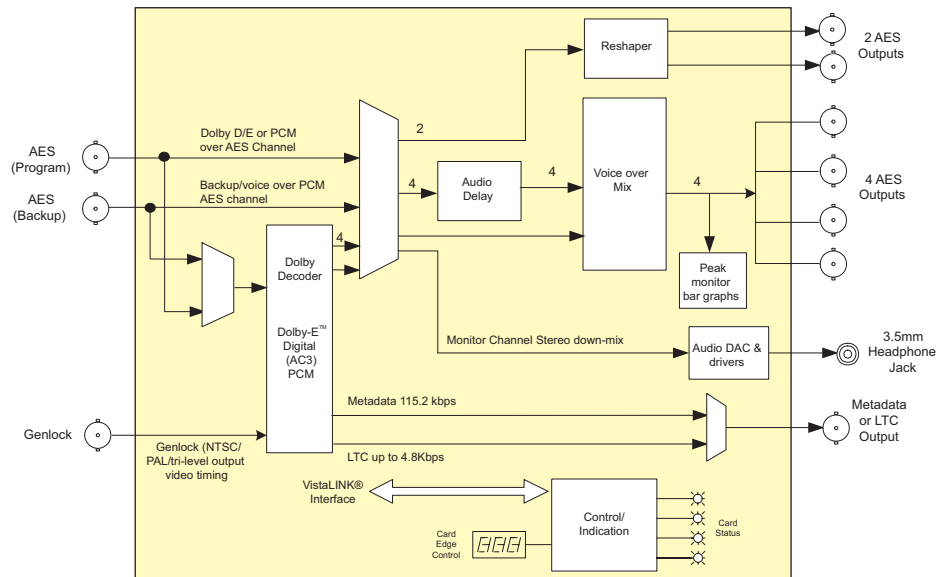 Reshaper
2 AES
Outputs
AES
(Program)
Dolby D/E or PCM
over AES Channel
2
Backup/voice over PCM
AES channel
AES
(Backup)
4
Audio
Delay
4
Voice over
Mix
4
4 AES
Outputs
4
Dolby
Decoder
Dolby-E™
Digital
(AC3)
PCM
Peak
monitor
bar graphs
Monitor Channel Stereo down-mix
Audio DAC &
drivers
3.5mm
Headphone
Jack
Metadata 115.2 kbps
Metadata
or LTC
Output
Genlock
Genlock (NTSC/
PAL/tri-level output
video timing
LTC up to 4.8Kbps
VistaLINK®
Interface
Control/
Indication
Card
Status
Card
Edge
Control